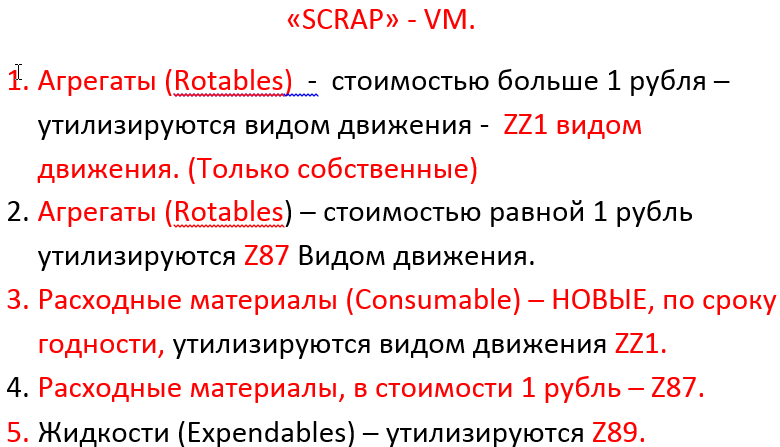 «SCRAP» - VM.
1. Агрегаты (Rotables) - стоимостью больше 1 рубля –
утилизируются видом движения - ZZ1 видом
движения. (Только собственные)
2. Агрегаты (Rotables) – стоимостью равной 1 рубль
утилизируются Z87 Видом движения.
3. Расходные материалы (Consumable) – НОВЫЕ, по сроку
годности, утилизируются видом движения ZZ1.
4. Расходные материалы, в стоимости 1 рубль – Z87.
5. Жидкости (Expendables) – утилизируются Z89.